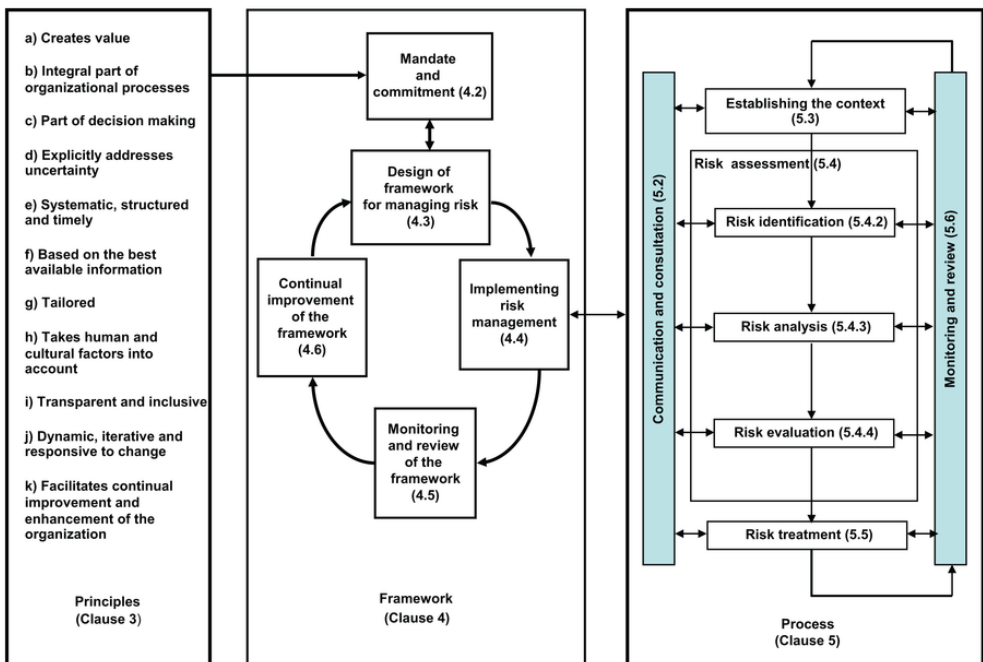 a) Creates value
b) Integral part of
organizational processes
c) Part of decision making
d) Explicitly addresses
uncertainty
e) Systematic, structured
and timely
f) Based on the best
available information
g) Tailored
h) Takes human and
cultural factors into
account
i) Transparent and inclusive
j) Dynamic, iterative and
responsive to change
k) Facilitates continual
improvement and
enhancement of the
organization
Principles
(Clause 3)
Mandate
and
commitment (4.2)
Design of
framework
for managing risk
(4.3)
Continual
improvement
of the
framework
(4.6)
Implementing
risk
management
(4.4)
Monitoring
and review
of the
framework
(4.5)
Framework
(Clause 4)
Communication and consultation (5.2)
Establishing the context
(5.3)
Risk assessment (5.4)
Risk identification (5.4.2)
Risk analysis (5.4.3)
Risk evaluation (5.4.4)
Risk treatment (5.5)
Monitoring and review (5.6)
Process
(Clause 5)